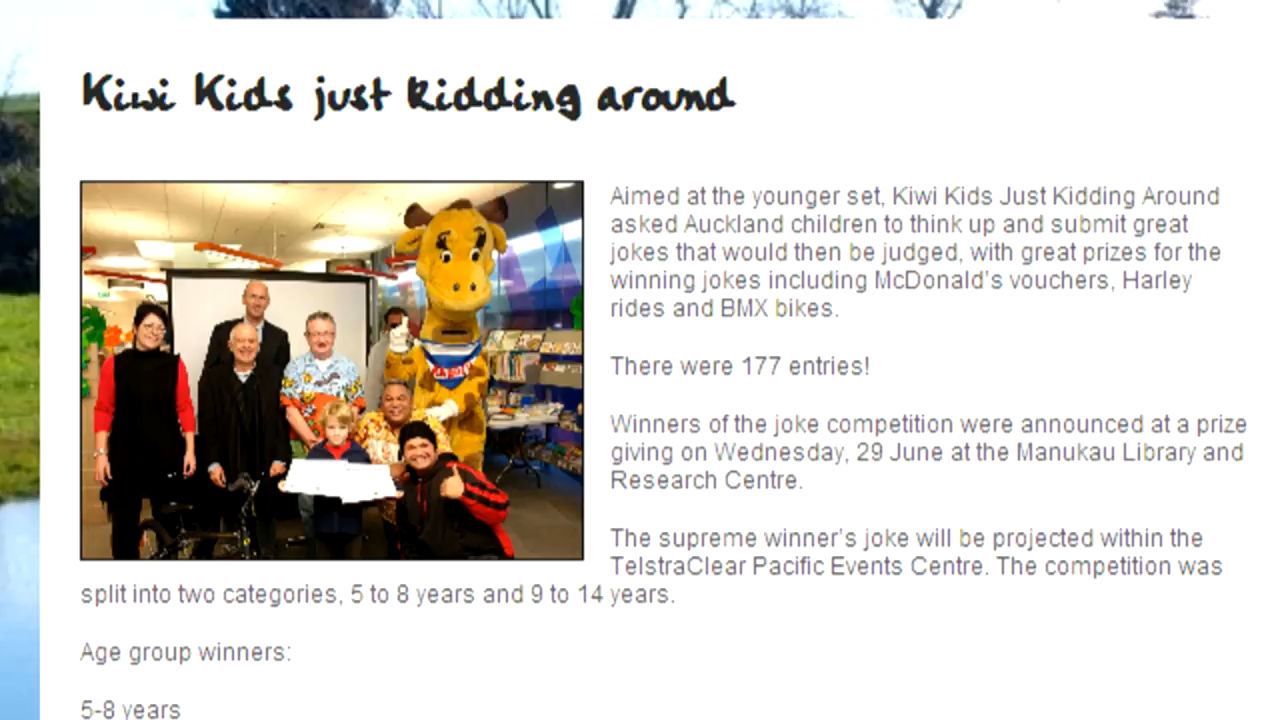 Kiwi Kids just kidding around
Aimed at the younger set, Kiwi Kids Just Kidding Around
asked Auckland children to think up and submit great
jokes that would then be judged, with great prizes for the
winning jokes including McDonald's vouchers, Harley
rides and BMX bikes.
There were 177 entries!
Winners of the joke competition were announced at a prize
giving on Wednesday, 29 June at the Manukau Library and
Research Centre.
The supreme winner's joke will be projected within the
TelstraClear Pacific Events Centre. The competition was
split into two categories, 5 to 8 years and 9 to 14 years.
Age group winners:
5-8 years